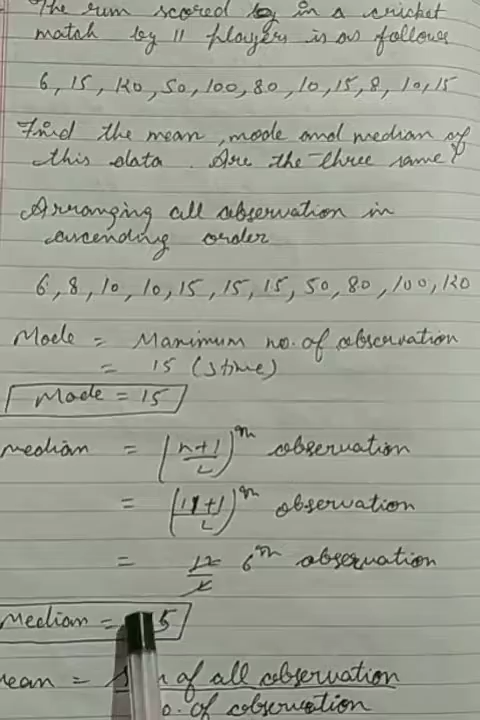 The rum scored by in a cricket
match by 11 players is as follows
6, 15, 120, 50, 100, 80, 10, 15, 8, 10, 15
Find the mean, mode and median of
this data. Are the three same?
Arranging all observation in
ascending order
6, 8, 10, 10, 15, 15, 15, 50, 80, 100, 120
Mode = Maximum no. of observation
= 15 (3 time)
Mode = 15
median = (n+1/2)th observation
= (11+1/2)th observation
= 12/2 6th observation
Median = 15
mean = of all observation
no. of observation